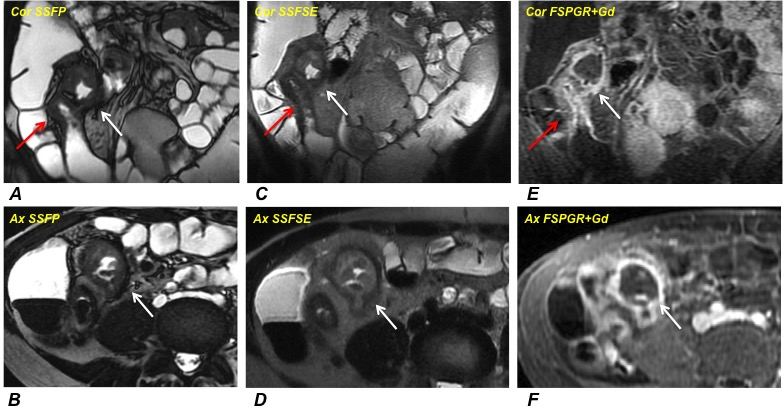 Cor SSFP
Cor SSFSE
Cor FSPGR+Gd
A
C
E
Ax SSFP
Ax SSFSE
Ax FSPGR+Gd
B
D
F